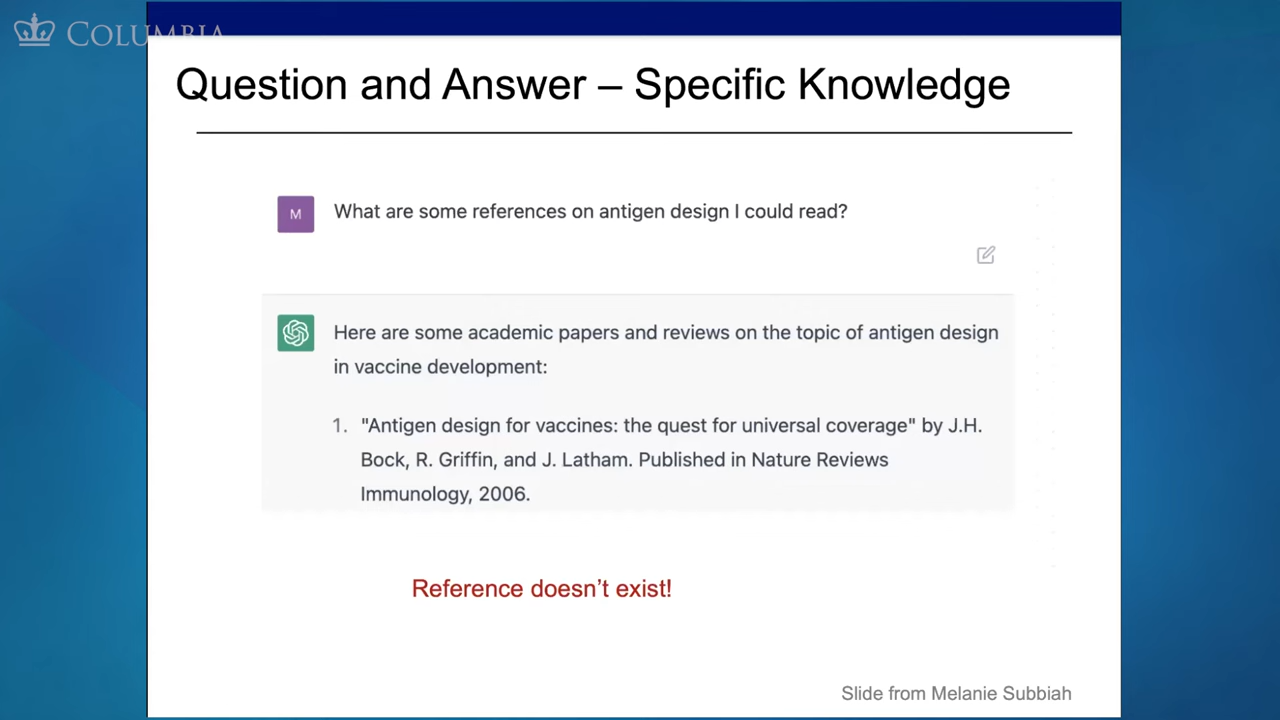 COLUMBIA
Question and Answer – Specific Knowledge
M
What are some references on antigen design I could read?
Here are some academic papers and reviews on the topic of antigen design
in vaccine development:
1. "Antigen design for vaccines: the quest for universal coverage" by J.H.
Bock, R. Griffin, and J. Latham. Published in Nature Reviews
Immunology, 2006.
Reference doesn’t exist!
Slide from Melanie Subbiah